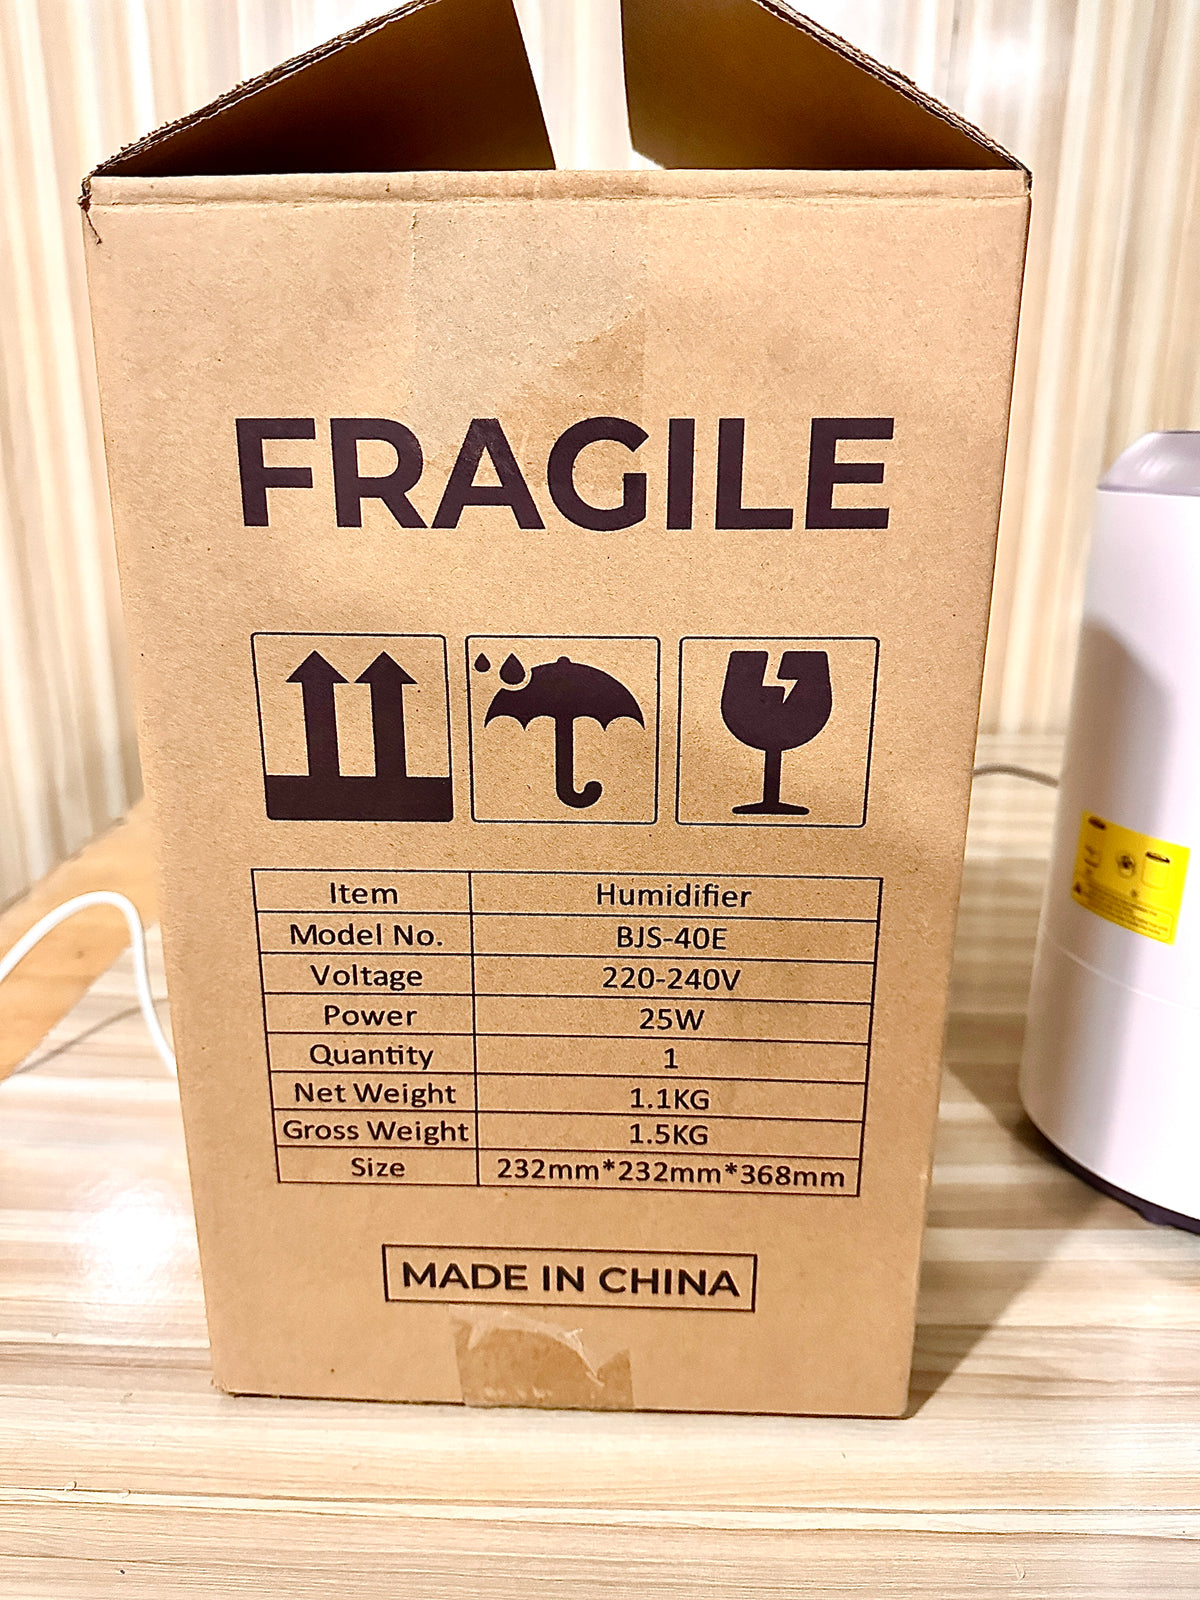 FRAGILE
Item Humidifier
Model No. BJS-40E
Voltage 220-240V
Power 25W
Quantity 1
Net Weight 1.1KG
Gross Weight 1.5KG
Size 232mm*232mm*368mm
MADE IN CHINA